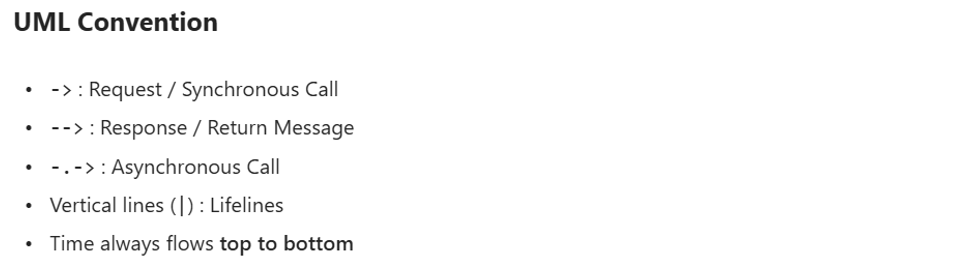 UML Convention
• -> : Request / Synchronous Call
• --> : Response / Return Message
• -.-> : Asynchronous Call
• Vertical lines (|) : Lifelines
• Time always flows top to bottom